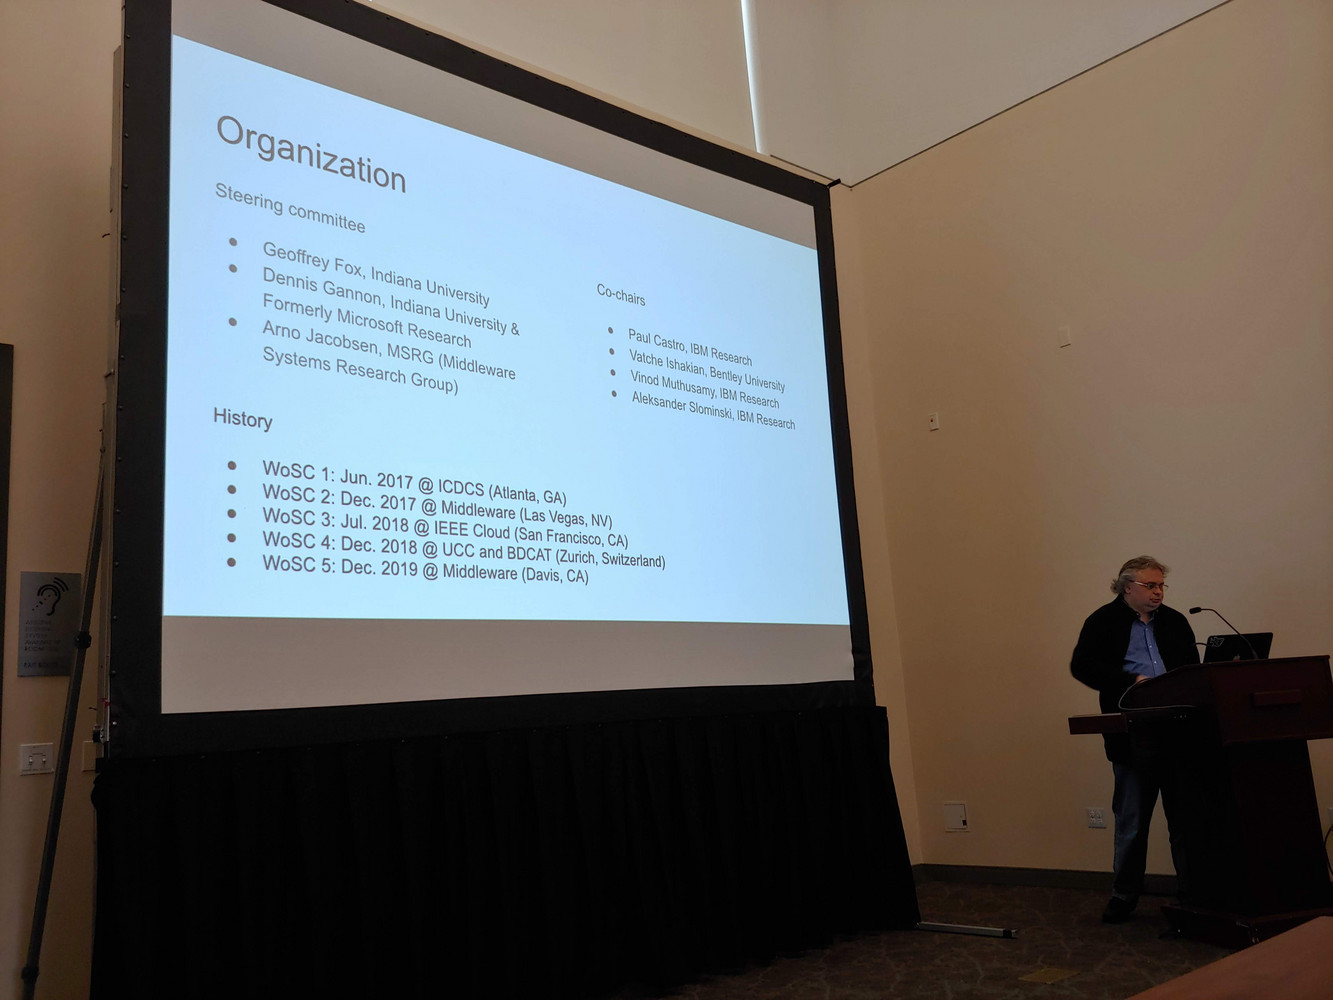 Organization
Steering committee
● Geoffrey Fox, Indiana University
● Dennis Gannon, Indiana University &
Formerly Microsoft Research
● Arno Jacobsen, MSRG (Middleware
Systems Research Group)
Co-chairs
● Paul Castro, IBM Research
● Vatche Ishakian, Bentley University
● Vinod Muthusamy, IBM Research
● Aleksander Slominski, IBM Research
History
● WoSC 1: Jun. 2017 @ ICDCS (Atlanta, GA)
● WoSC 2: Dec. 2017 @ Middleware (Las Vegas, NV)
● WoSC 3: Jul. 2018 @ IEEE Cloud (San Francisco, CA)
● WoSC 4: Dec. 2018 @ UCC and BDCAT (Zurich, Switzerland)
● WoSC 5: Dec. 2019 @ Middleware (Davis, CA)